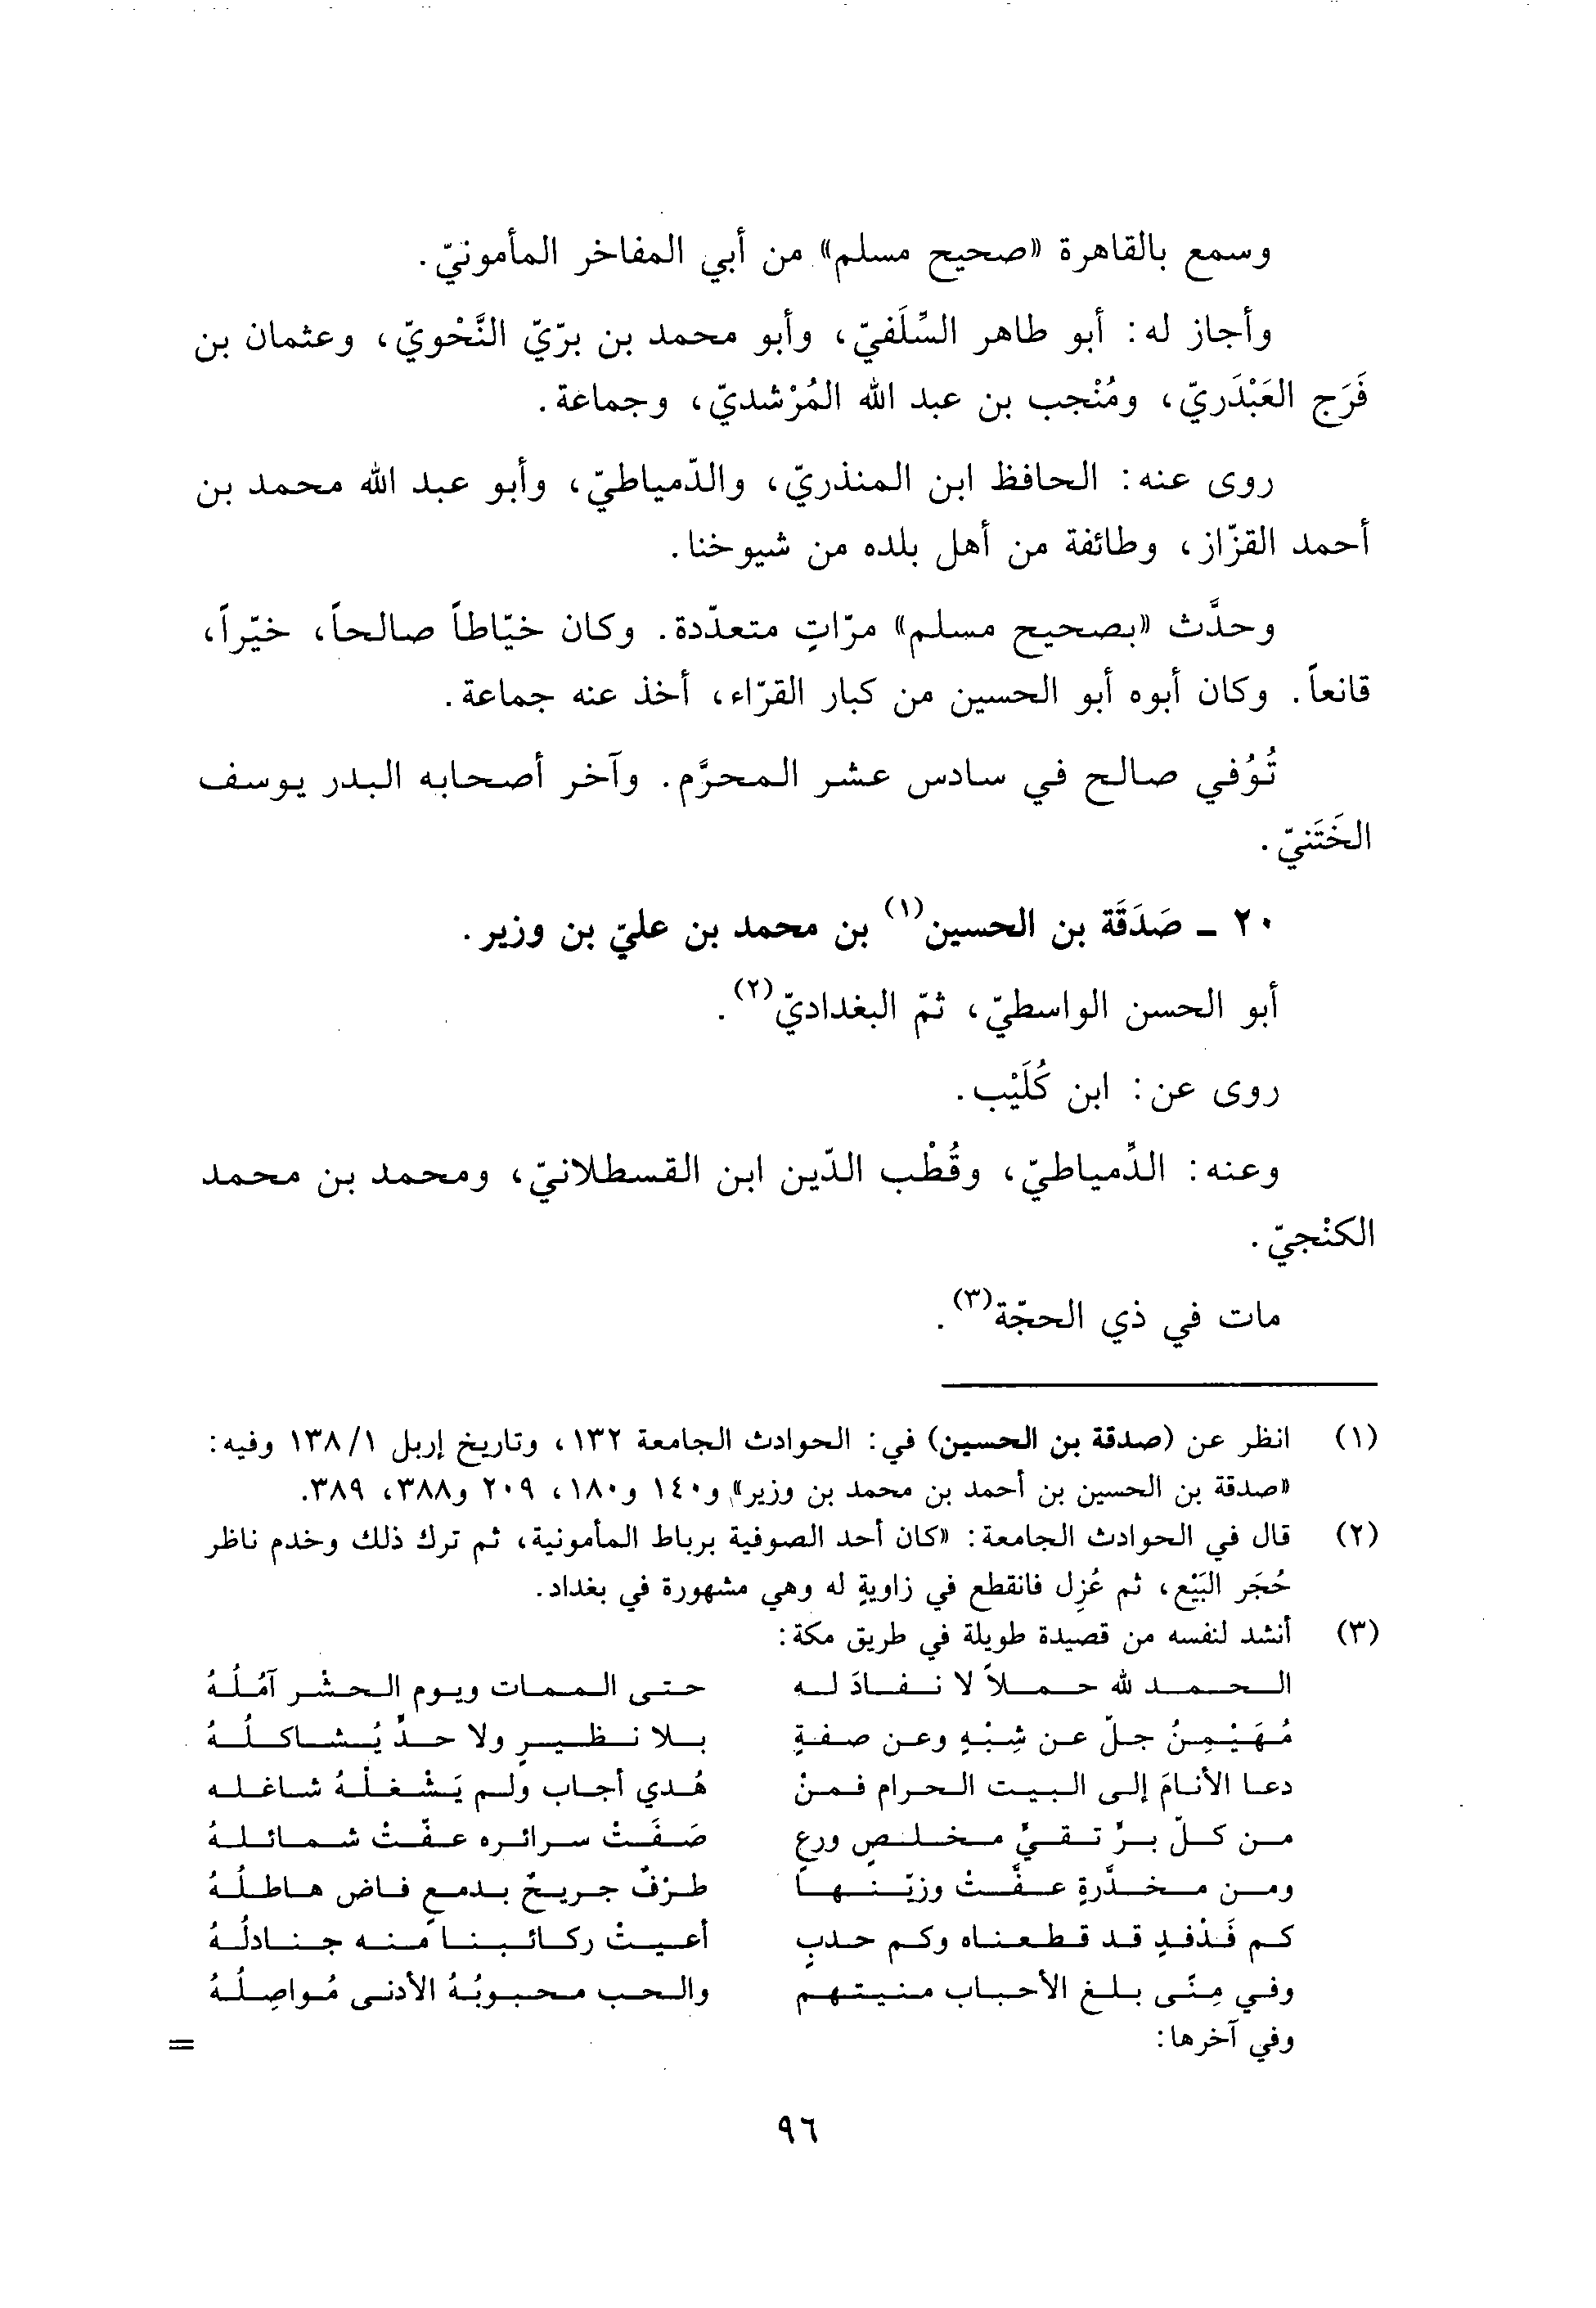 وسمع بالقاهرة «صحيح مسلم» من أبي المفاخر المأمونيّ.
وأجاز له: أبو طاهر السِّلَفيّ، وأبو محمد بن برّيّ النَّحْويّ، وعثمان بن
فَرَج العَبْدَريّ، ومُنْجب بن عبد الله المُرْشديّ، وجماعة.
روى عنه: الحافظ ابن المنذريّ، والدّمياطيّ، وأبو عبد الله محمد بن
أحمد القزّاز، وطائفة من أهل بلده من شيوخنا.
وحدَّث «بصحيح مسلم» مرّاتٍ متعدّدة. وكان خيّاطاً صالحاً، خيّراً،
قانعاً. وكان أبوه أبو الحسين من كبار القرّاء، أخذ عنه جماعة.
تُوُفي صالح في سادس عشر المحرَّم. وآخر أصحابه البدر يوسف
الخَتَنيّ.
٢٠ ـ صَدَقَة بن الحسين(١) بن محمد بن عليّ بن وزير.
أبو الحسن الواسطيّ، ثمّ البغداديّ(٢).
روى عن: ابن كُلَيْب.
وعنه: الدِّمياطيّ، وقُطْب الدّين ابن القسطلانيّ، ومحمد بن محمد
الكنْجيّ.
مات في ذي الحجّة(٣).
(١) انظر عن (صدقة بن الحسين) في: الحوادث الجامعة ١٣٢، وتاريخ إربل ١/١٣٨ وفيه:
«صدقة بن الحسين بن أحمد بن محمد بن وزير» و١٤٠ و١٨٠، ٢٠٩ و٣٨٨، ٣٨٩.
(٢) قال في الحوادث الجامعة: «كان أحد الصوفية برباط المأمونية، ثم ترك ذلك وخدم ناظر
حُجَر البَيْع، ثم عُزِل فانقطع في زاويةٍ له وهي مشهورة في بغداد.
(٣) أنشد لنفسه من قصيدة طويلة في طريق مكة:
الحمد لله حملاً لا نفادَ له حتى الممات ويوم الحشْر آمُلُهُ
مُهَيْمِنُ جلّ عن شِبْهٍ وعن صفةٍ بلا نظيرٍ ولا حدٍّ يُشاكلُهُ
دعا الأنامَ إلى البيت الحرام فمنْ هُدي أجاب ولم يَشْغلْهُ شاغله
من كلّ برٍّ تقيٍّ مخلصٍ ورعٍ صَفَتْ سرائره عفّتْ شمائلهُ
ومن مخدَّرةٍ عفَّتْ وزيّنها طرْفٌ جريحٌ بدمعٍ فاض هاطلُهُ
كم فَدْفدٍ قد قطعناه وكم حدبٍ أعيتْ ركائبنا منه جنادلُهُ
وفي مِنًى بلغ الأحباب منيتهم والحب محبوبُهُ الأدنى مُواصِلُهُ
وفي آخرها:
=
٩٦